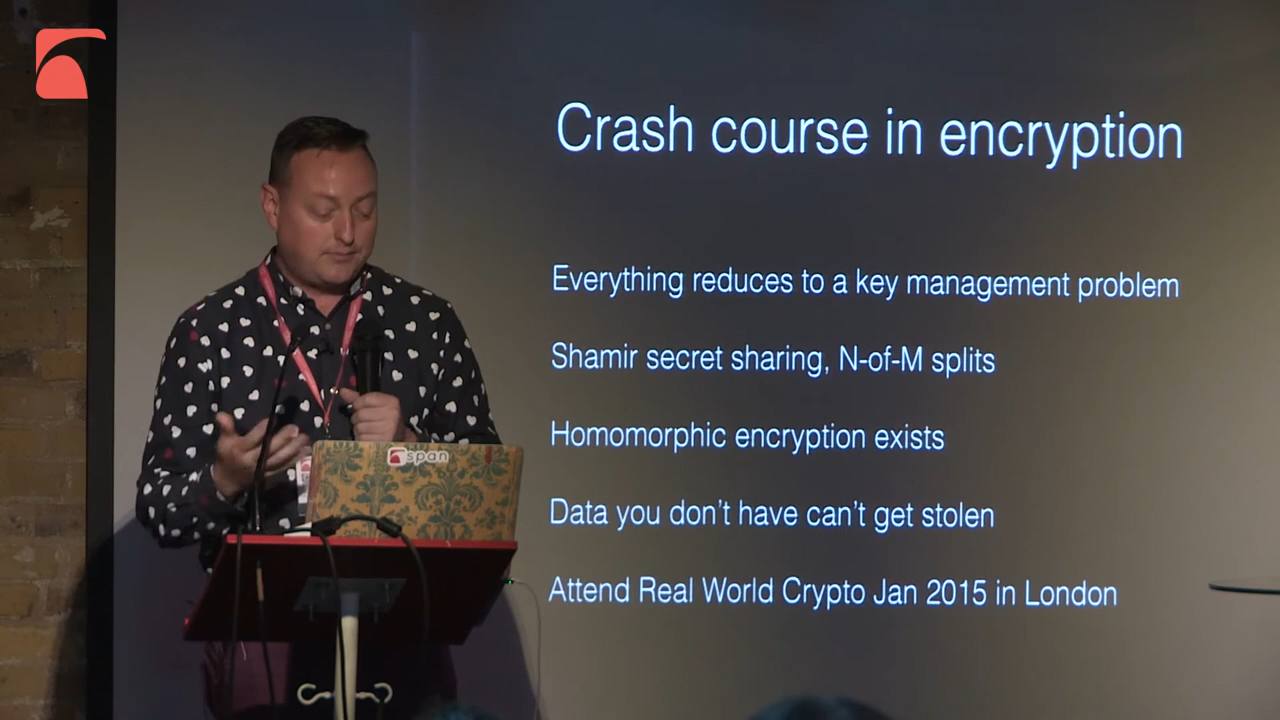 Crash course in encryption
Everything reduces to a key management problem
Shamir secret sharing, N-of-M splits
Homomorphic encryption exists
Data you don't have can't get stolen
Attend Real World Crypto Jan 2015 in London
span